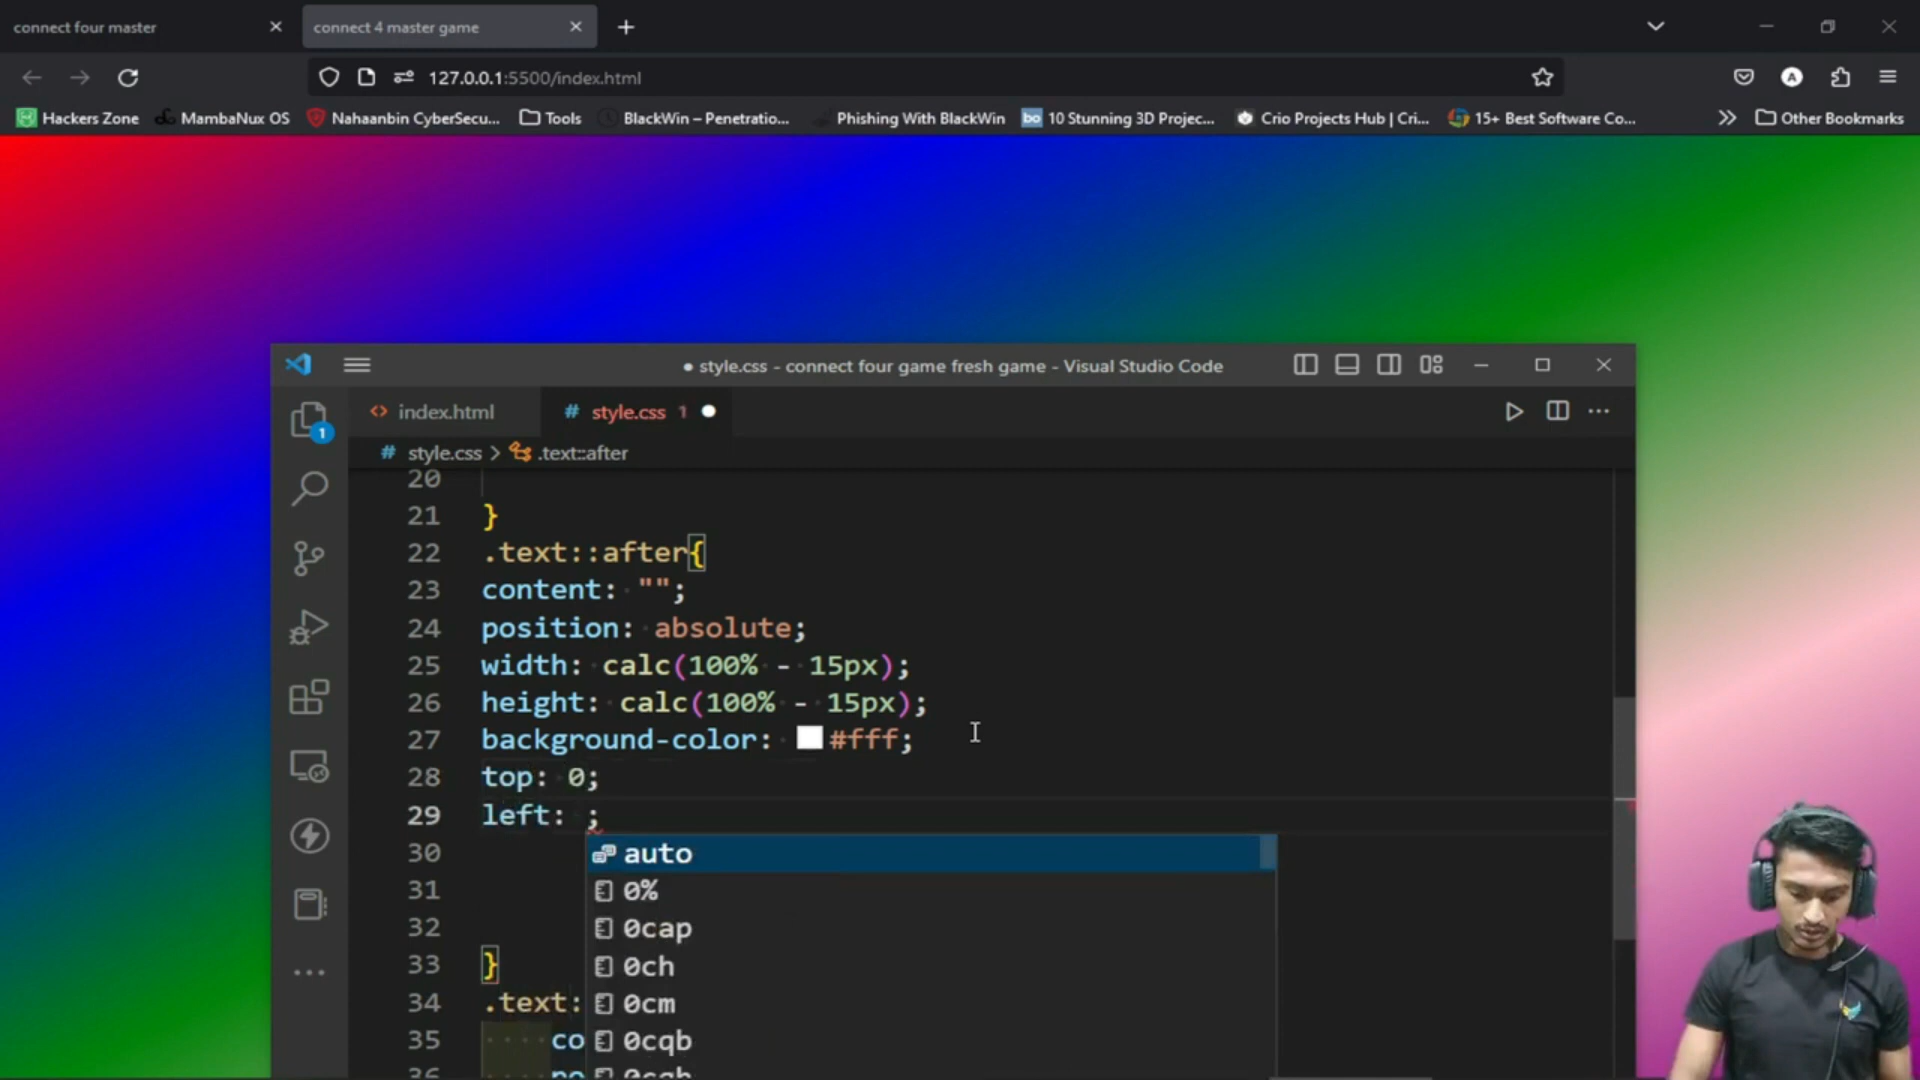 connect four master
connect 4 master game
127.0.0.1:5500/index.html
Hackers Zone
MambaNux OS
Nahaanbin CyberSecu...
Tools
BlackWin – Penetratio...
Phishing With BlackWin
10 Stunning 3D Projec...
Crio Projects Hub | Cri...
15+ Best Software Co...
Other Bookmarks
● style.css - connect four game fresh game - Visual Studio Code
index.html
# style.css 1
# style.css > .text::after
20
21 }
22 .text::after{
23 content: "";
24 position: absolute;
25 width: calc(100% - 15px);
26 height: calc(100% - 15px);
27 background-color: #fff;
28 top: 0;
29 left: ;
30 auto
31 0%
32 0cap
33 } 0ch
34 .text: 0cm
35 co 0cqb